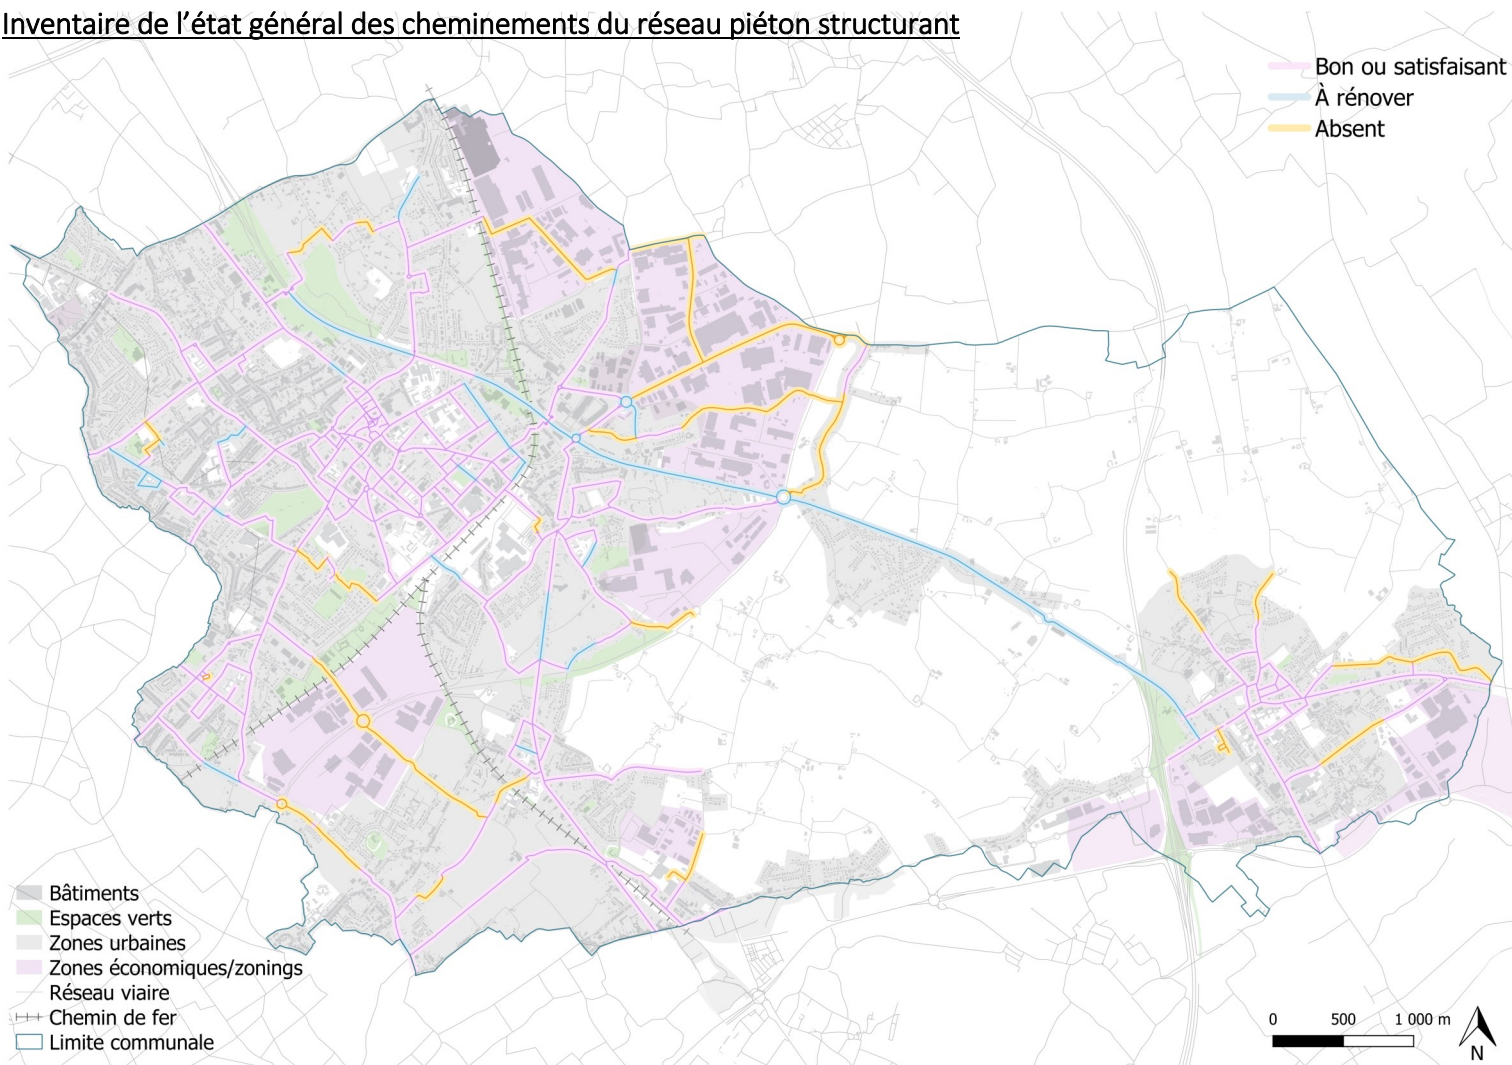 Inventaire de l’état général des cheminements du réseau piéton structurant
Bon ou satisfaisant
À rénover
Absent
Bâtiments
Espaces verts
Zones urbaines
Zones économiques/zonings
Réseau viaire
Chemin de fer
Limite communale
0 500 1 000 m
N